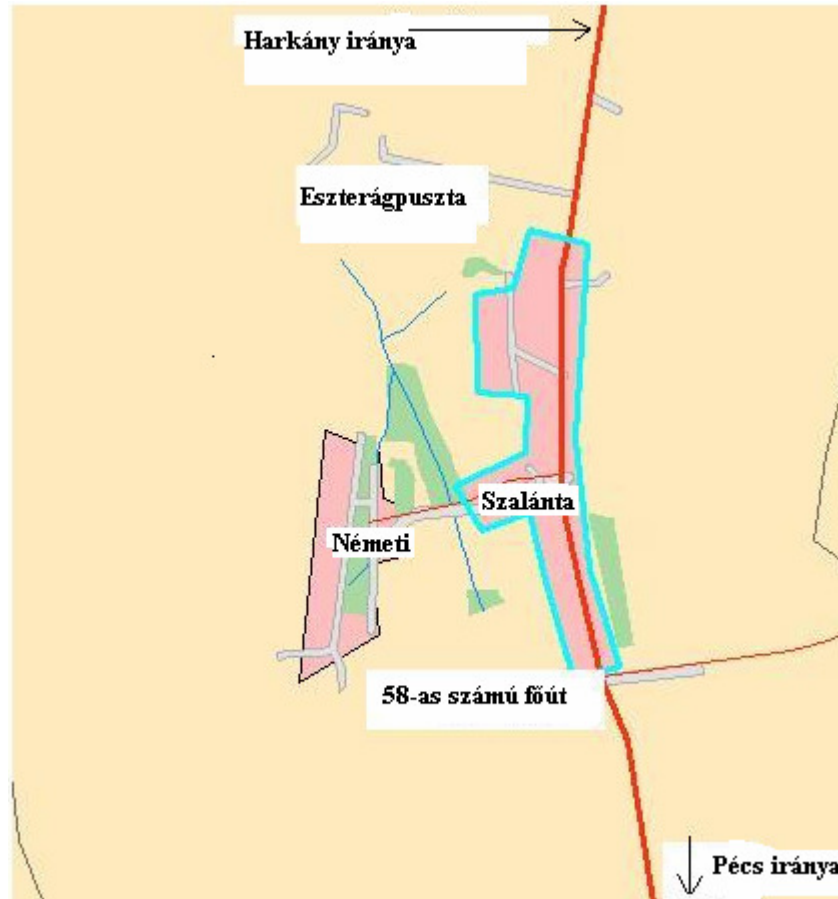 Harkány iránya
Eszterágpuszta
Szalánta
Németi
58-as számú főút
Pécs iránya